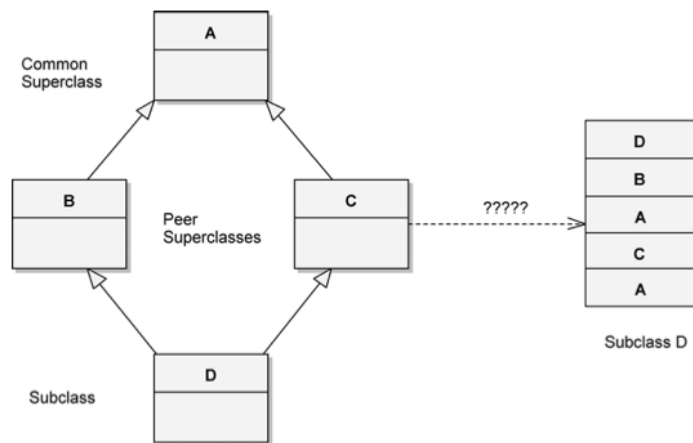 A
Common
Superclass
B
Peer
Superclasses
C
?????
D
B
A
C
A
Subclass D
D
Subclass